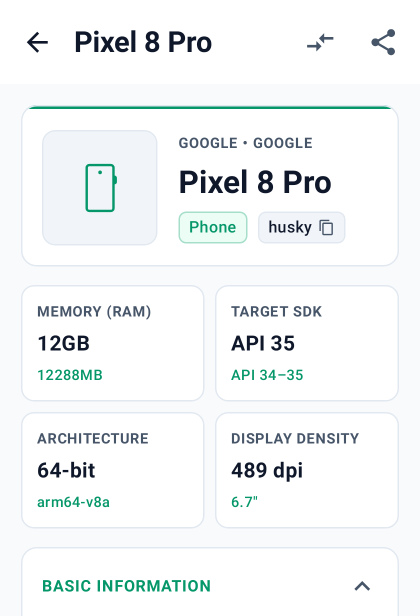 Pixel 8 Pro
GOOGLE • GOOGLE
Pixel 8 Pro
Phone
husky
MEMORY (RAM)
12GB
12288MB
TARGET SDK
API 35
API 34–35
ARCHITECTURE
64-bit
arm64-v8a
DISPLAY DENSITY
489 dpi
6.7"
BASIC INFORMATION